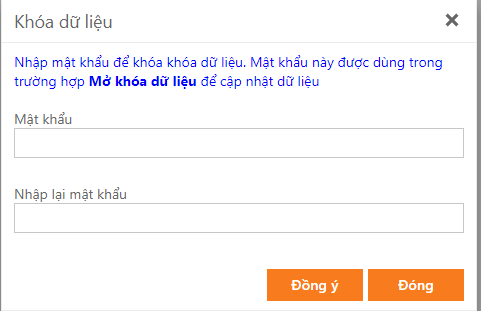 Khóa dữ liệu
Nhập mật khẩu để khóa khóa dữ liệu. Mật khẩu này được dùng trong
trường hợp Mở khóa dữ liệu để cập nhật dữ liệu
Mật khẩu
Nhập lại mật khẩu
Đồng ý
Đóng